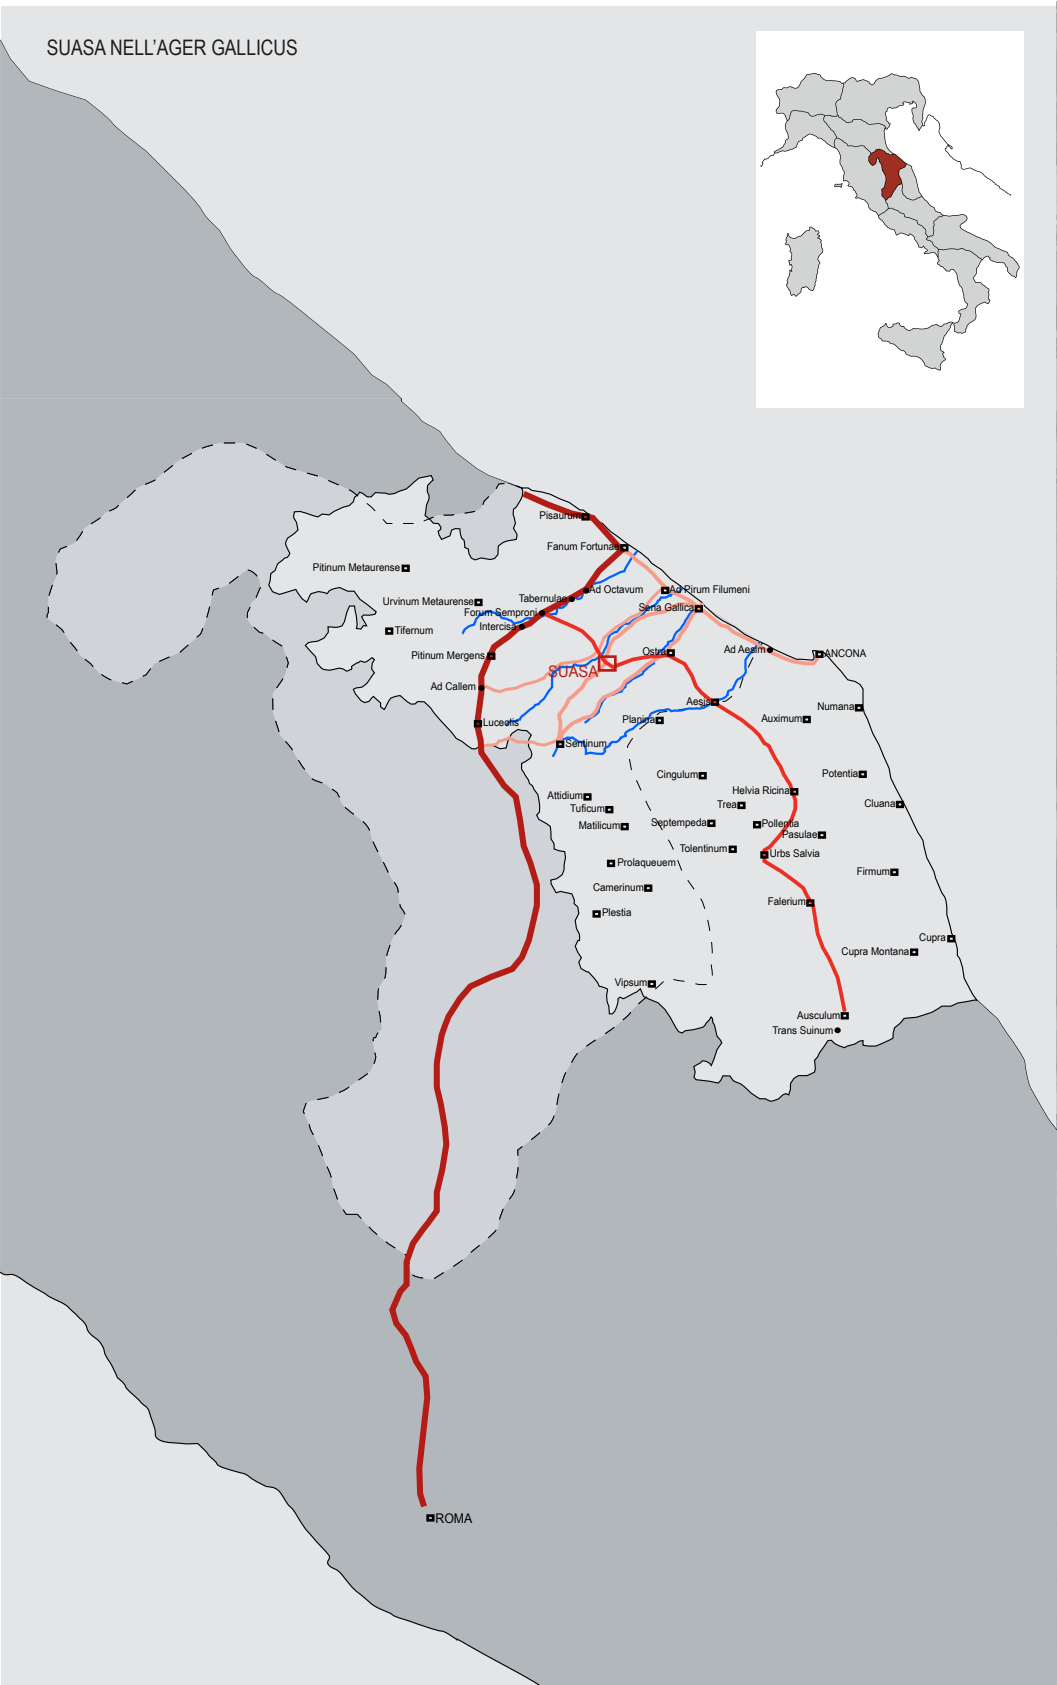 SUASA NELL'AGER GALLICUS
Pisaurum
Fanum Fortunae
Pitinum Metaurense
Ad Octavum
Ad Pirum Filumeni
Tabernulae
Urvinum Metaurense
Sena Gallica
Forum Semproni
Intercisa
Tifernum
Ad Aesim
Ostra
ANCONA
Pitinum Mergens
SUASA
Ad Callem
Aesis
Numana
Luceolis
Planina
Auximum
Sentinum
Cingulum
Potentia
Helvia Ricina
Attidium
Trea
Cluana
Tuficum
Septempeda
Pollentia
Matilicum
Pasulae
Tolentinum
Urbs Salvia
Prolaqueuem
Firmum
Camerinum
Falerium
Plestia
Cupra
Cupra Montana
Vipsum
Ausculum
Trans Suinum
ROMA